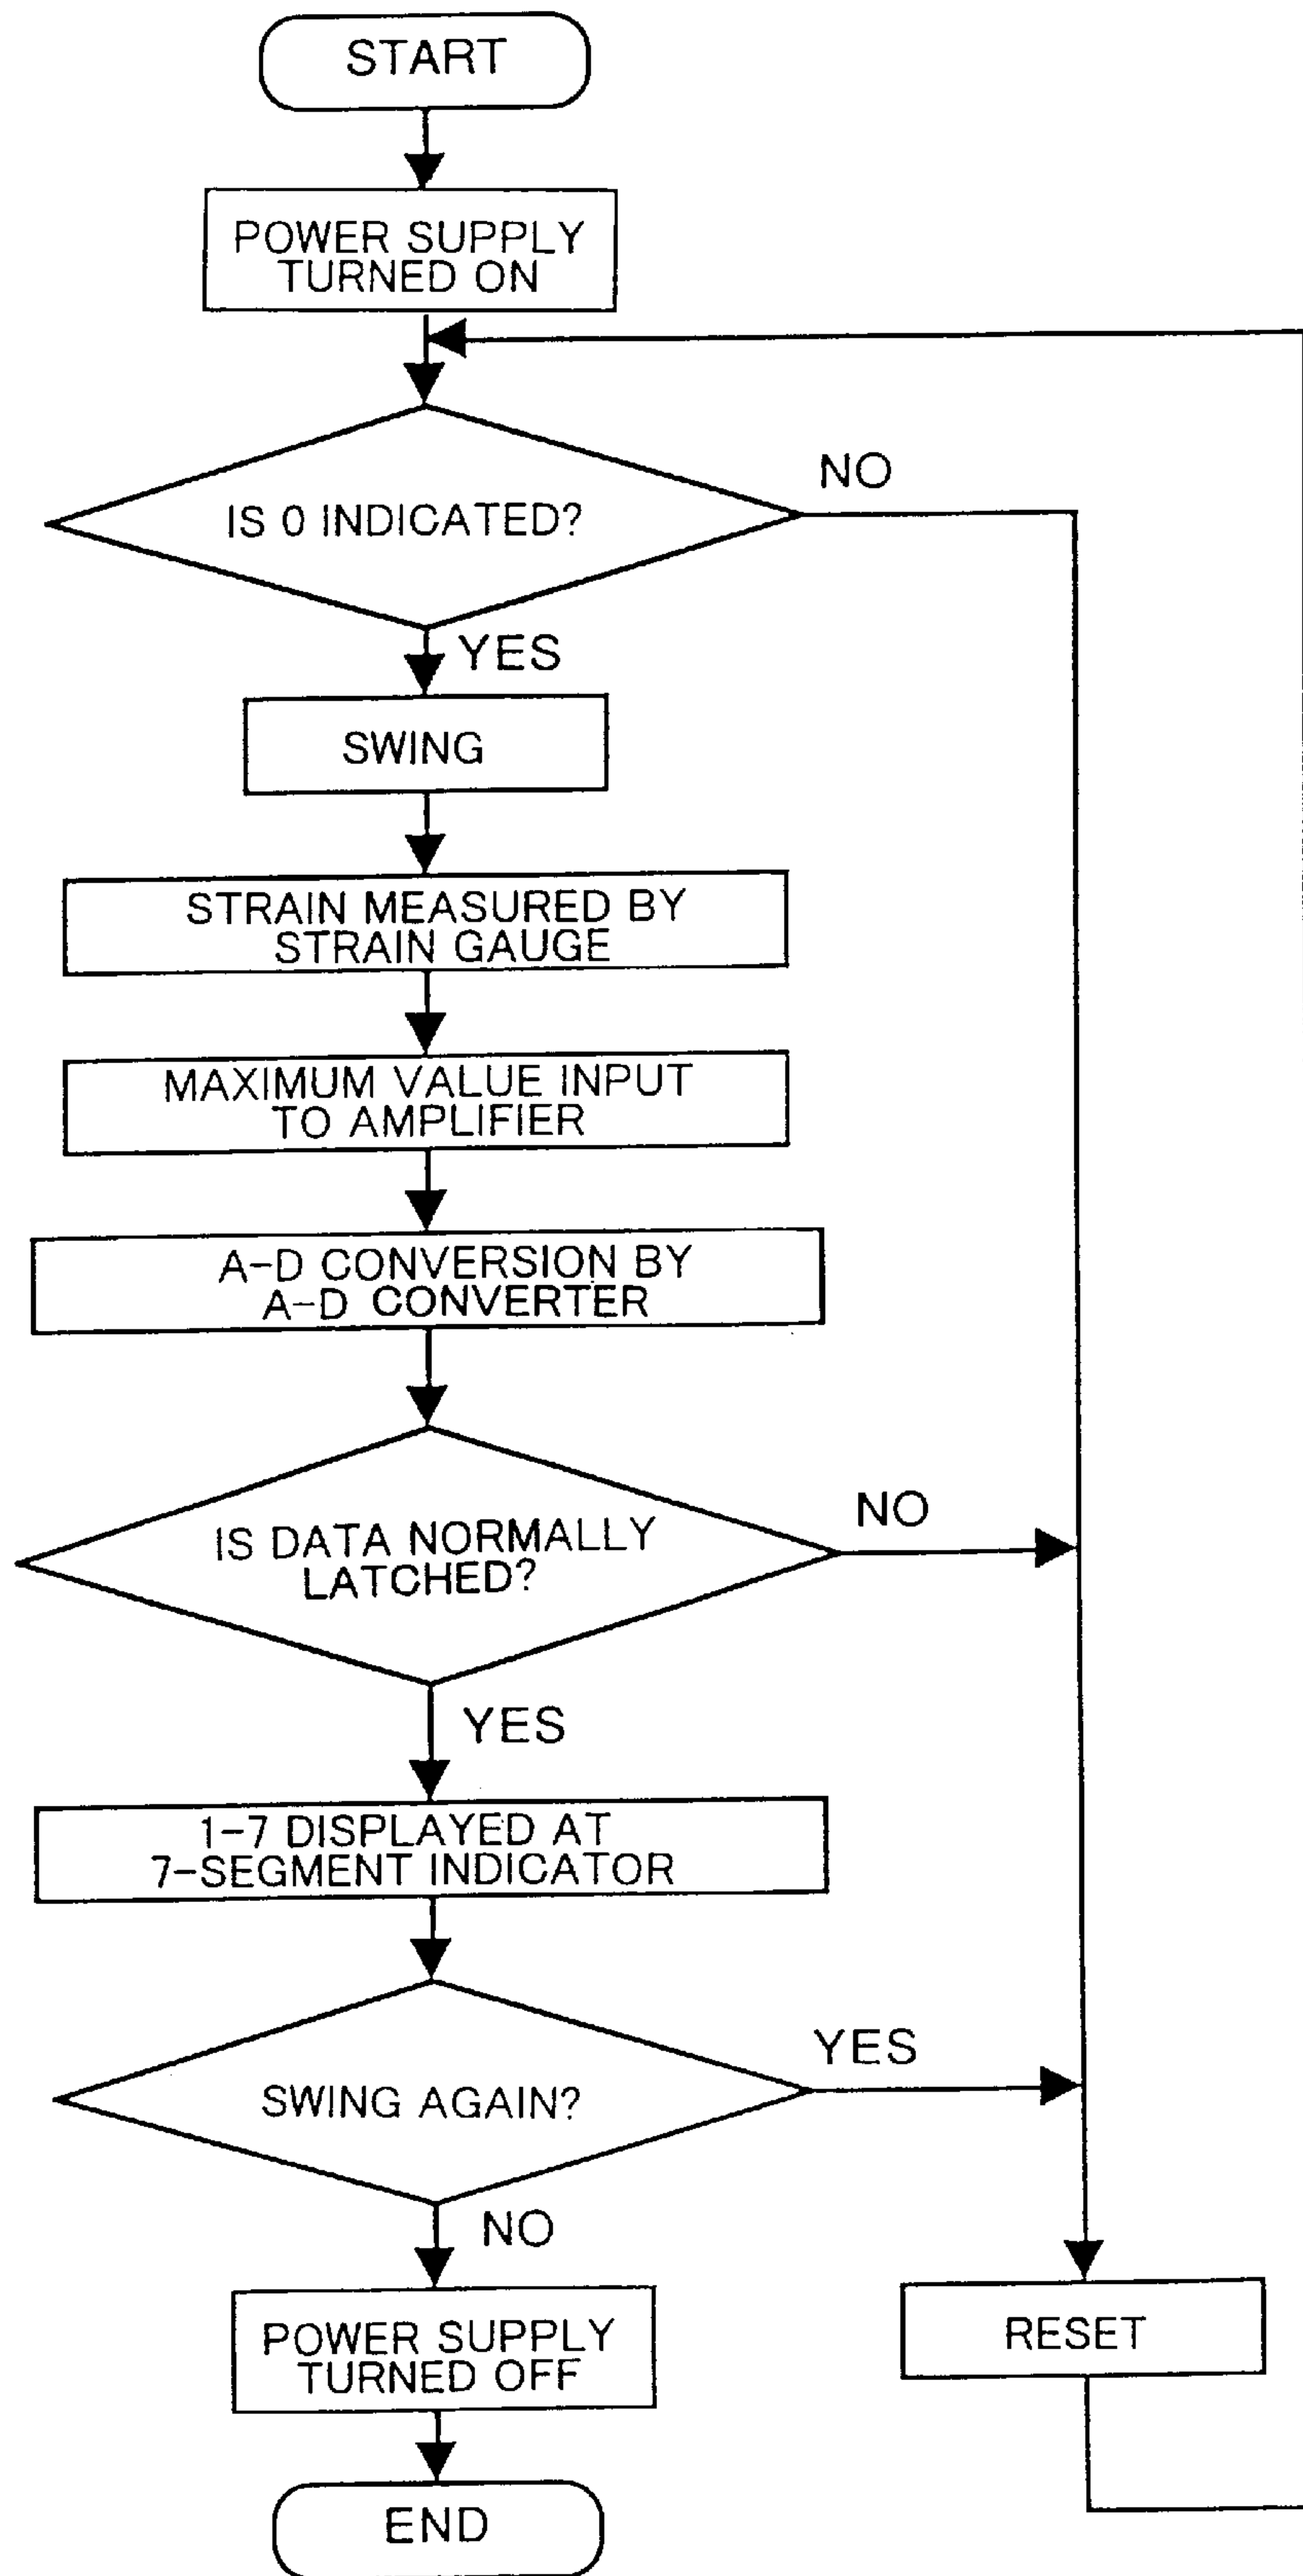 START
POWER SUPPLY
TURNED ON
IS 0 INDICATED?
NO
YES
SWING
STRAIN MEASURED BY
STRAIN GAUGE
MAXIMUM VALUE INPUT
TO AMPLIFIER
A-D CONVERSION BY
A-D CONVERTER
IS DATA NORMALLY
LATCHED?
NO
YES
1-7 DISPLAYED AT
7-SEGMENT INDICATOR
SWING AGAIN?
YES
NO
POWER SUPPLY
TURNED OFF
RESET
END